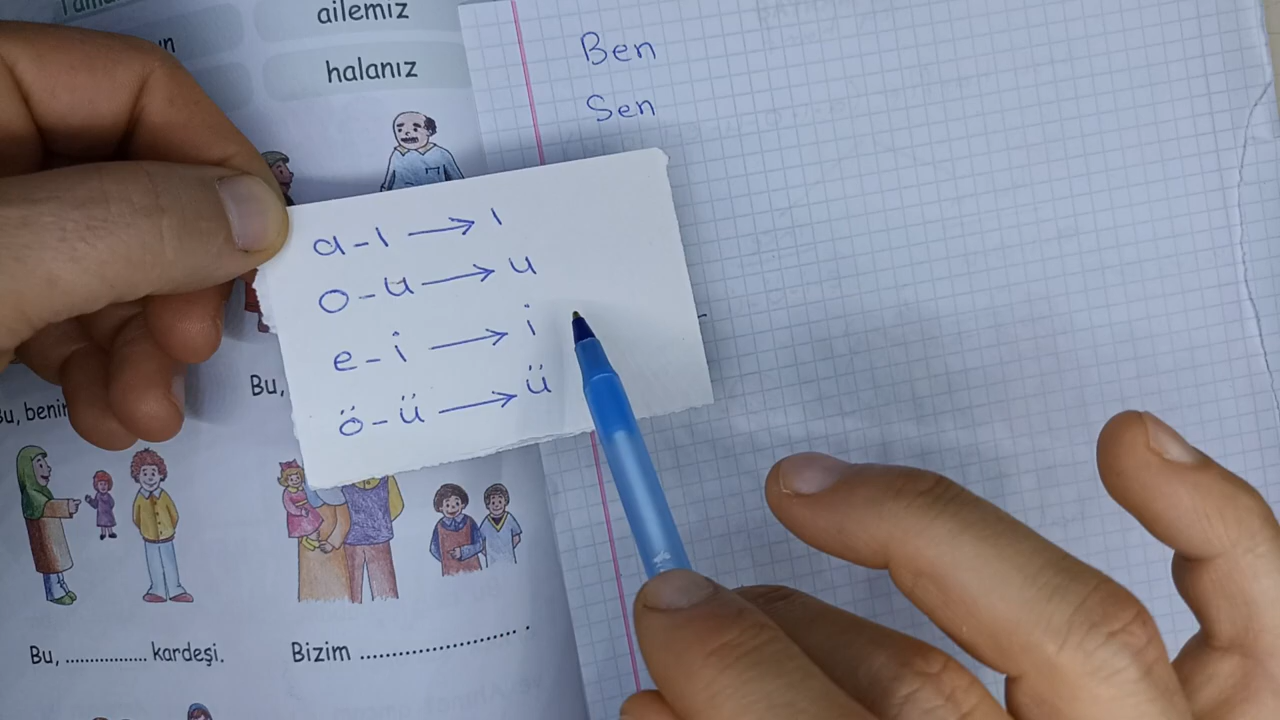 ailemiz
halanız
Ben
Sen
a-ı → ı
o-u → u
e-i → i
ö-ü → ü
Bu,
Bu, ................ kardeşi.
Bizim ........................ .